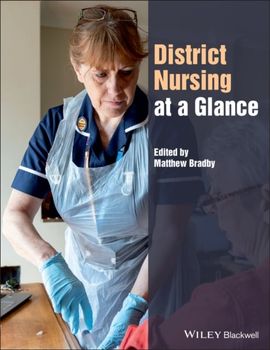 District
Nursing
at a Glance
Edited by
Matthew Bradby
WILEY Blackwell